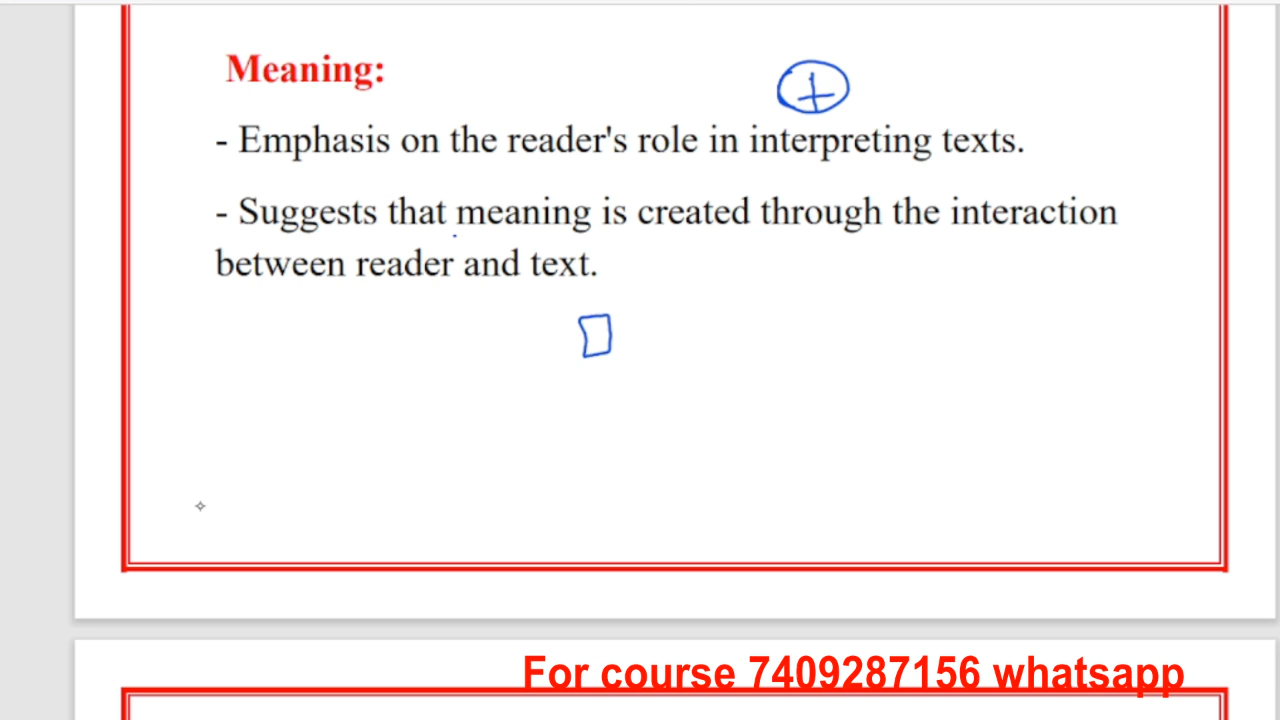 Meaning:
- Emphasis on the reader's role in interpreting texts.
- Suggests that meaning is created through the interaction
between reader and text.
For course 7409287156 whatsapp